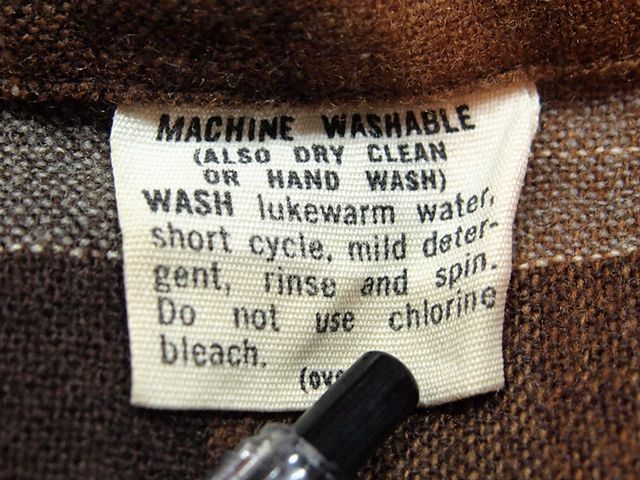 MACHINE WASHABLE
(ALSO DRY CLEAN
OR HAND WASH)
WASH lukewarm water,
short cycle, mild deter-
gent, rinse and spin.
Do not use chlorine
bleach.